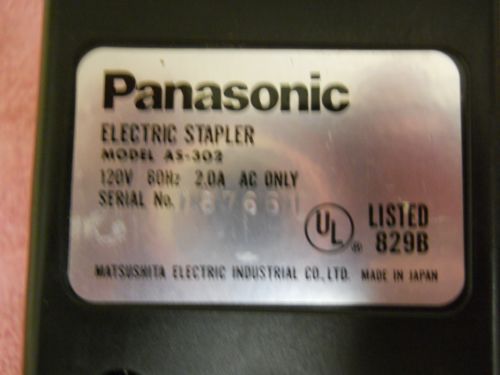 Panasonic
ELECTRIC STAPLER
MODEL AS-302
120V 60Hz 2.0A AC ONLY
SERIAL No.
UL ® LISTED
829B
MATSUSHITA ELECTRIC INDUSTRIAL CO., LTD. MADE IN JAPAN